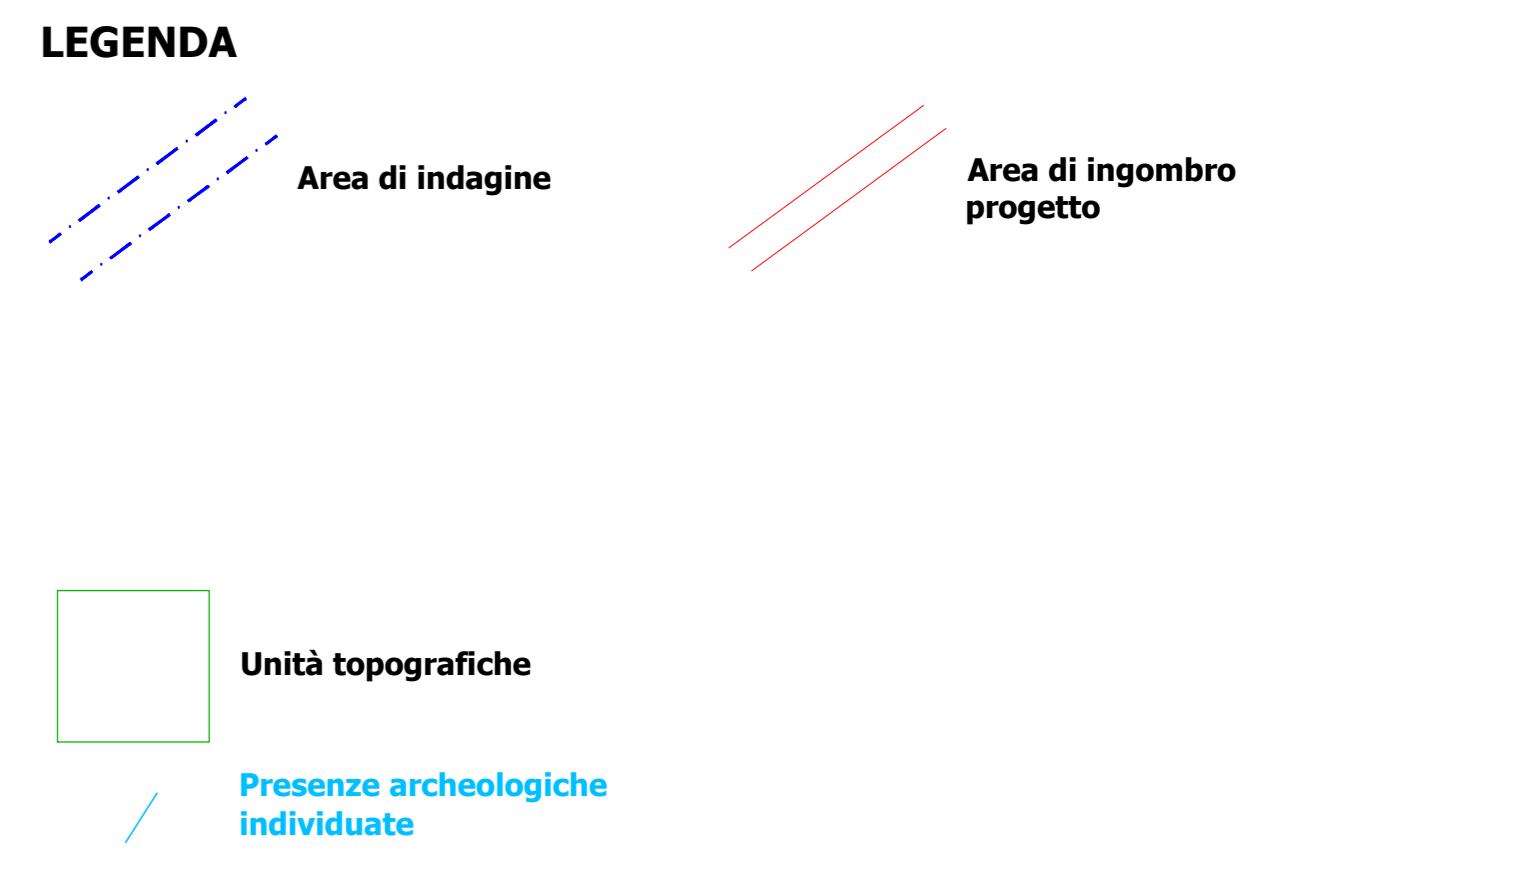 LEGENDA
Area di indagine
Area di ingombro
progetto
Unità topografiche
Presenze archeologiche
individuate